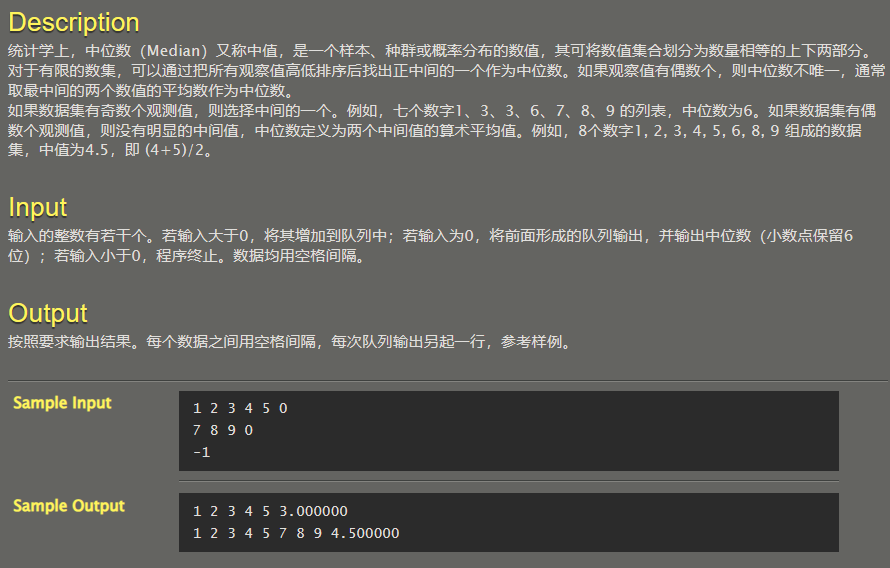 Description
统计学上，中位数（Median）又称中值，是一个样本、种群或概率分布的数值，其可将数值集合划分为数量相等的上下两部分。
对于有限的数集，可以通过把所有观察值高低排序后找出正中间的一个作为中位数。如果观察值有偶数个，则中位数不唯一，通常
取最中间的两个数值的平均数作为中位数。
如果数据集有奇数个观测值，则选择中间的一个。例如，七个数字1、3、3、6、7、8、9 的列表，中位数为6。如果数据集有偶
数个观测值，则没有明显的中间值，中位数定义为两个中间值的算术平均值。例如，8个数字1, 2, 3, 4, 5, 6, 8, 9 组成的数据
集，中值为4.5，即 (4+5)/2。
Input
输入的整数有若干个。若输入大于0，将其增加到队列中；若输入为0，将前面形成的队列输出，并输出中位数（小数点保留6
位）；若输入小于0，程序终止。数据均用空格间隔。
Output
按照要求输出结果。每个数据之间用空格间隔，每次队列输出另起一行，参考样例。
Sample Input
1 2 3 4 5 0
7 8 9 0
-1
Sample Output
1 2 3 4 5 3.000000
1 2 3 4 5 7 8 9 4.500000